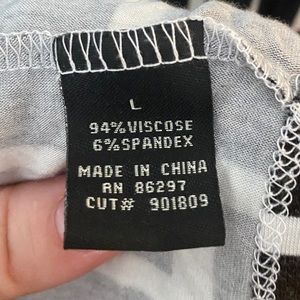 L
94%VISCOSE
6%SPANDEX
MADE IN CHINA
RN 86297
CUT# 901809